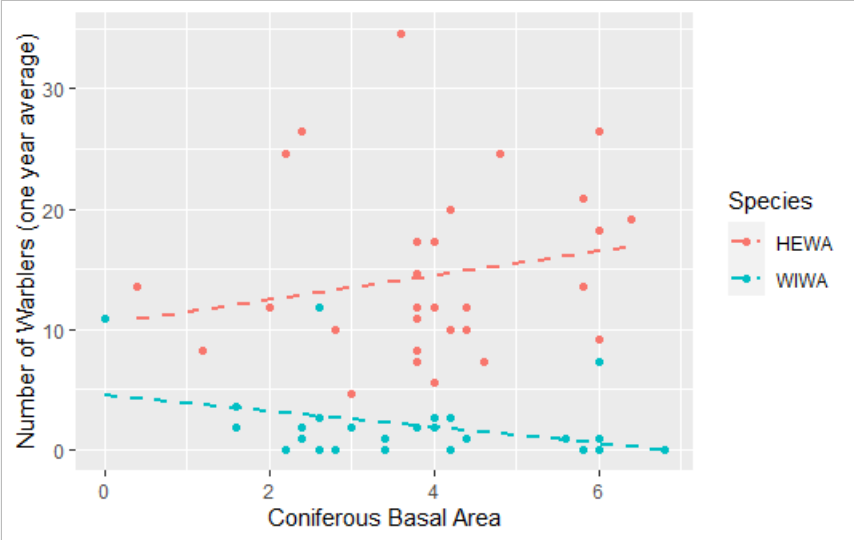 Number of Warblers (one year average)
30
20
10
0
0 2 4 6
Coniferous Basal Area
Species
HEWA
WIWA